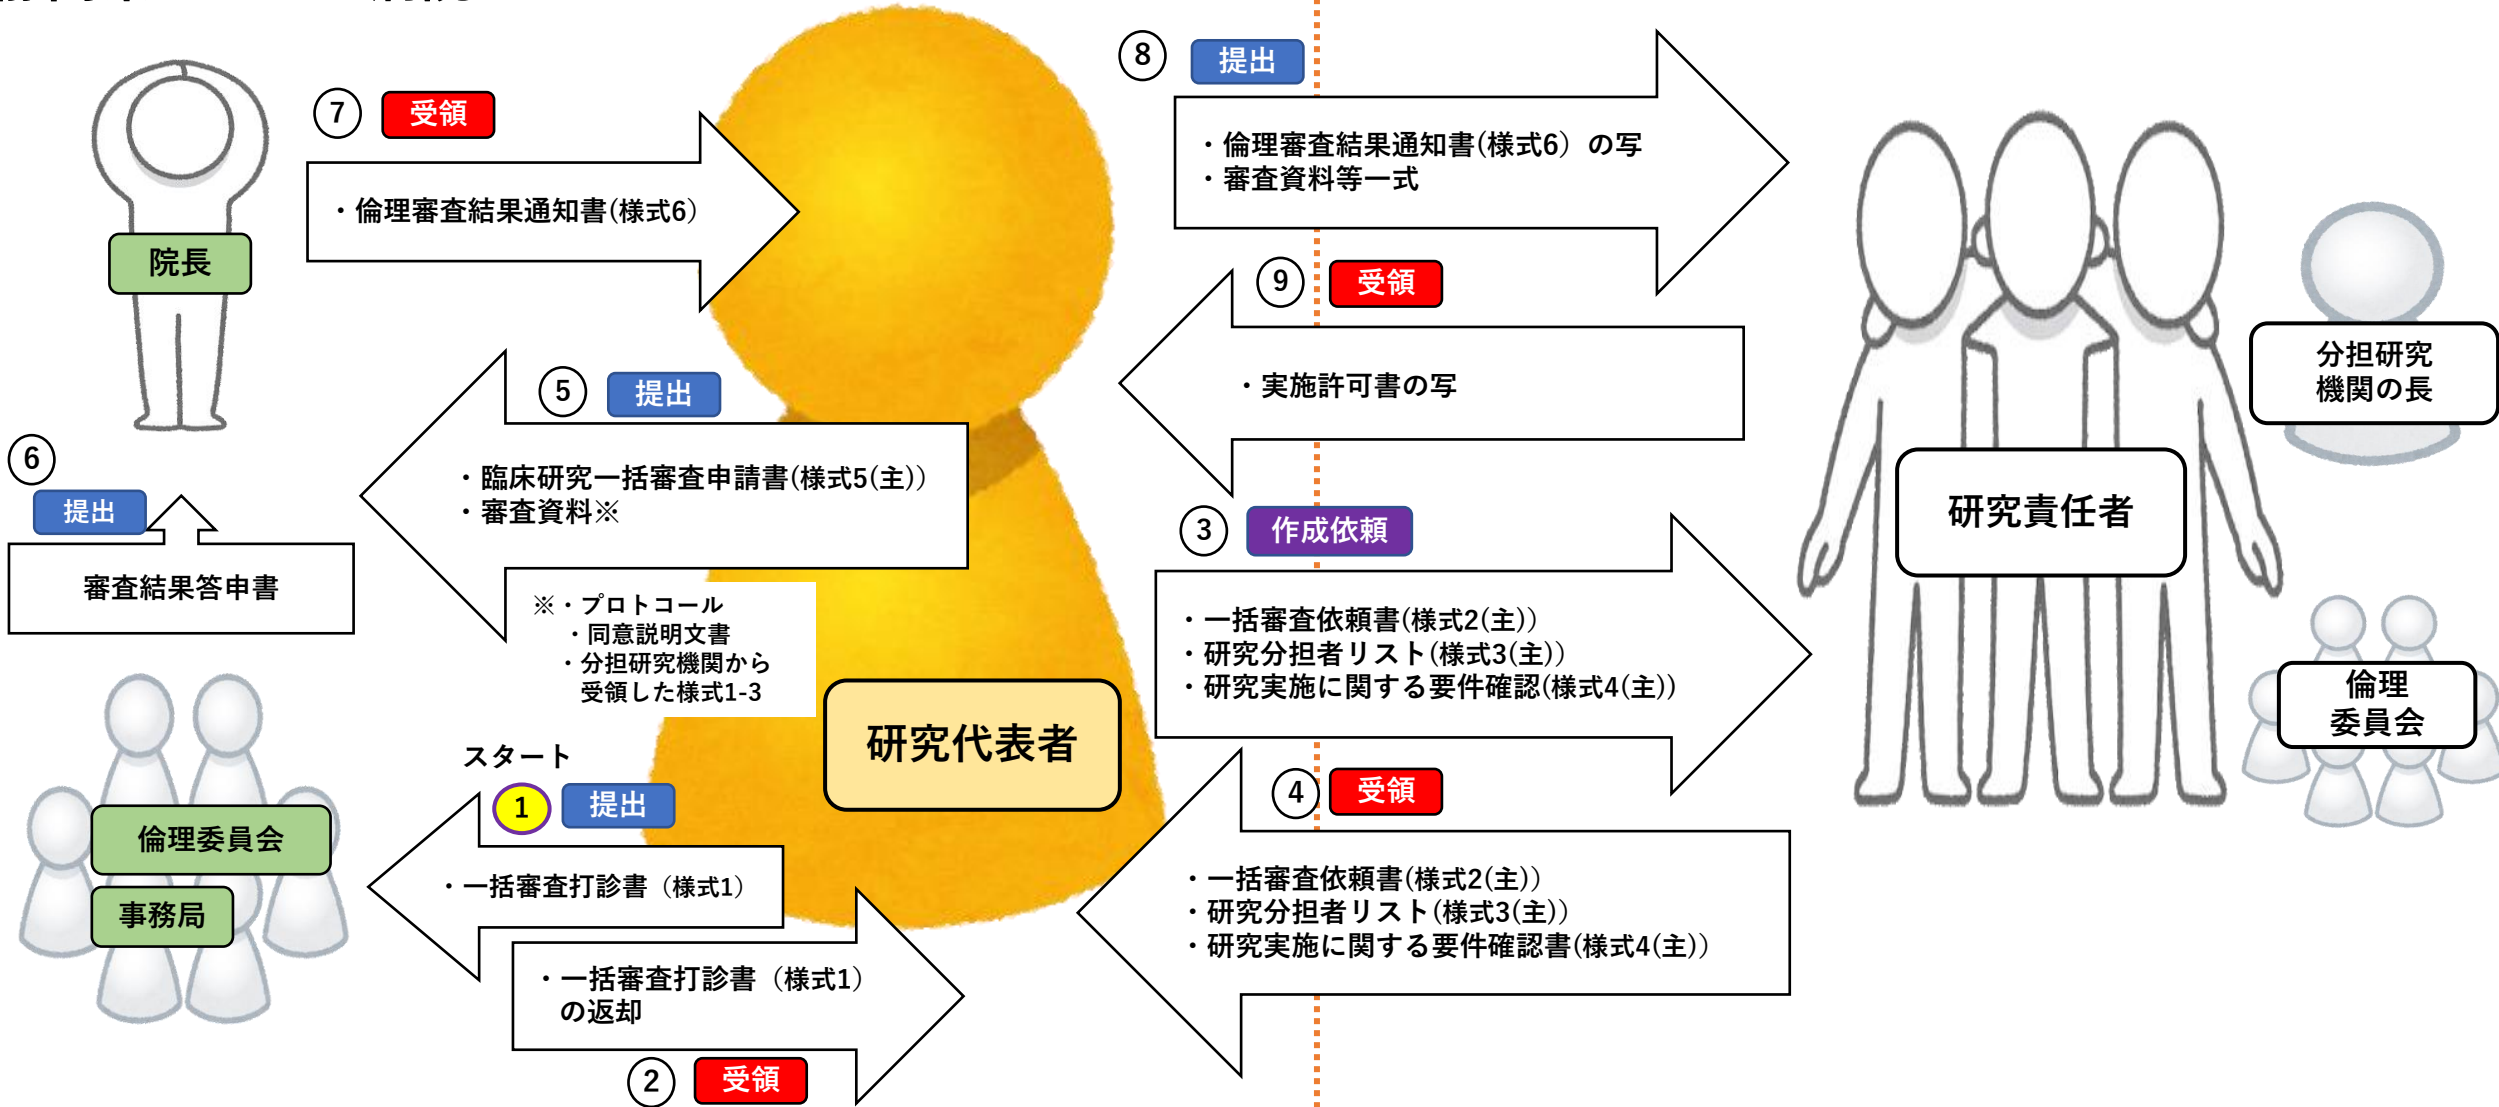 ⑦ 受領
・倫理審査結果通知書(様式6)
院長
⑧ 提出
・倫理審査結果通知書(様式6) の写
・審査資料等一式
⑨ 受領
・実施許可書の写
分担研究
機関の長
⑤ 提出
・臨床研究一括審査申請書(様式5(主))
・審査資料※
※・プロトコール
・同意説明文書
・分担研究機関から
受領した様式1-3
⑥
提出
審査結果答申書
③ 作成依頼
・一括審査依頼書(様式2(主))
・研究分担者リスト(様式3(主))
・研究実施に関する要件確認(様式4(主))
研究責任者
倫理
委員会
研究代表者
スタート
1 提出
・一括審査打診書(様式1)
倫理委員会
事務局
④ 受領
・一括審査依頼書(様式2(主))
・研究分担者リスト(様式3(主))
・研究実施に関する要件確認書(様式4(主))
・一括審査打診書(様式1)
の返却
② 受領